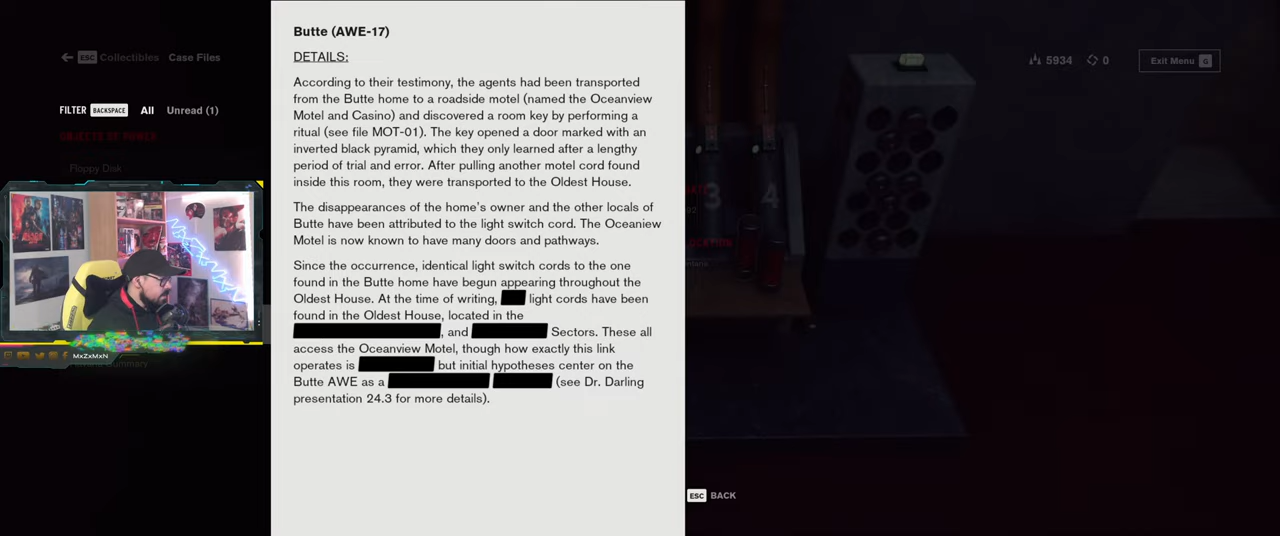 Butte (AWE-17)
DETAILS:
According to their testimony, the agents had been transported
from the Butte home to a roadside motel (named the Oceanview
Motel and Casino) and discovered a room key by performing a
ritual (see file MOT-01). The key opened a door marked with an
inverted black pyramid, which they only learned after a lengthy
period of trial and error. After pulling another motel cord found
inside this room, they were transported to the Oldest House.
The disappearances of the home's owner and the other locals of
Butte have been attributed to the light switch cord. The Oceaniew
Motel is now known to have many doors and pathways.
Since the occurrence, identical light switch cords to the one
found in the Butte home have begun appearing throughout the
Oldest House. At the time of writing, light cords have been
found in the Oldest House, located in the
, and Sectors. These all
access the Oceanview Motel, though how exactly this link
operates is but initial hypotheses center on the
Butte AWE as a (see Dr. Darling
presentation 24.3 for more details).
ESC Collectibles Case Files
FILTER BACKSPACE All Unread (1)
OBJECTS OF POWER
Floppy Disk
MxZxMxN
Summary
5934 0
Exit Menu G
3 4
ESC BACK